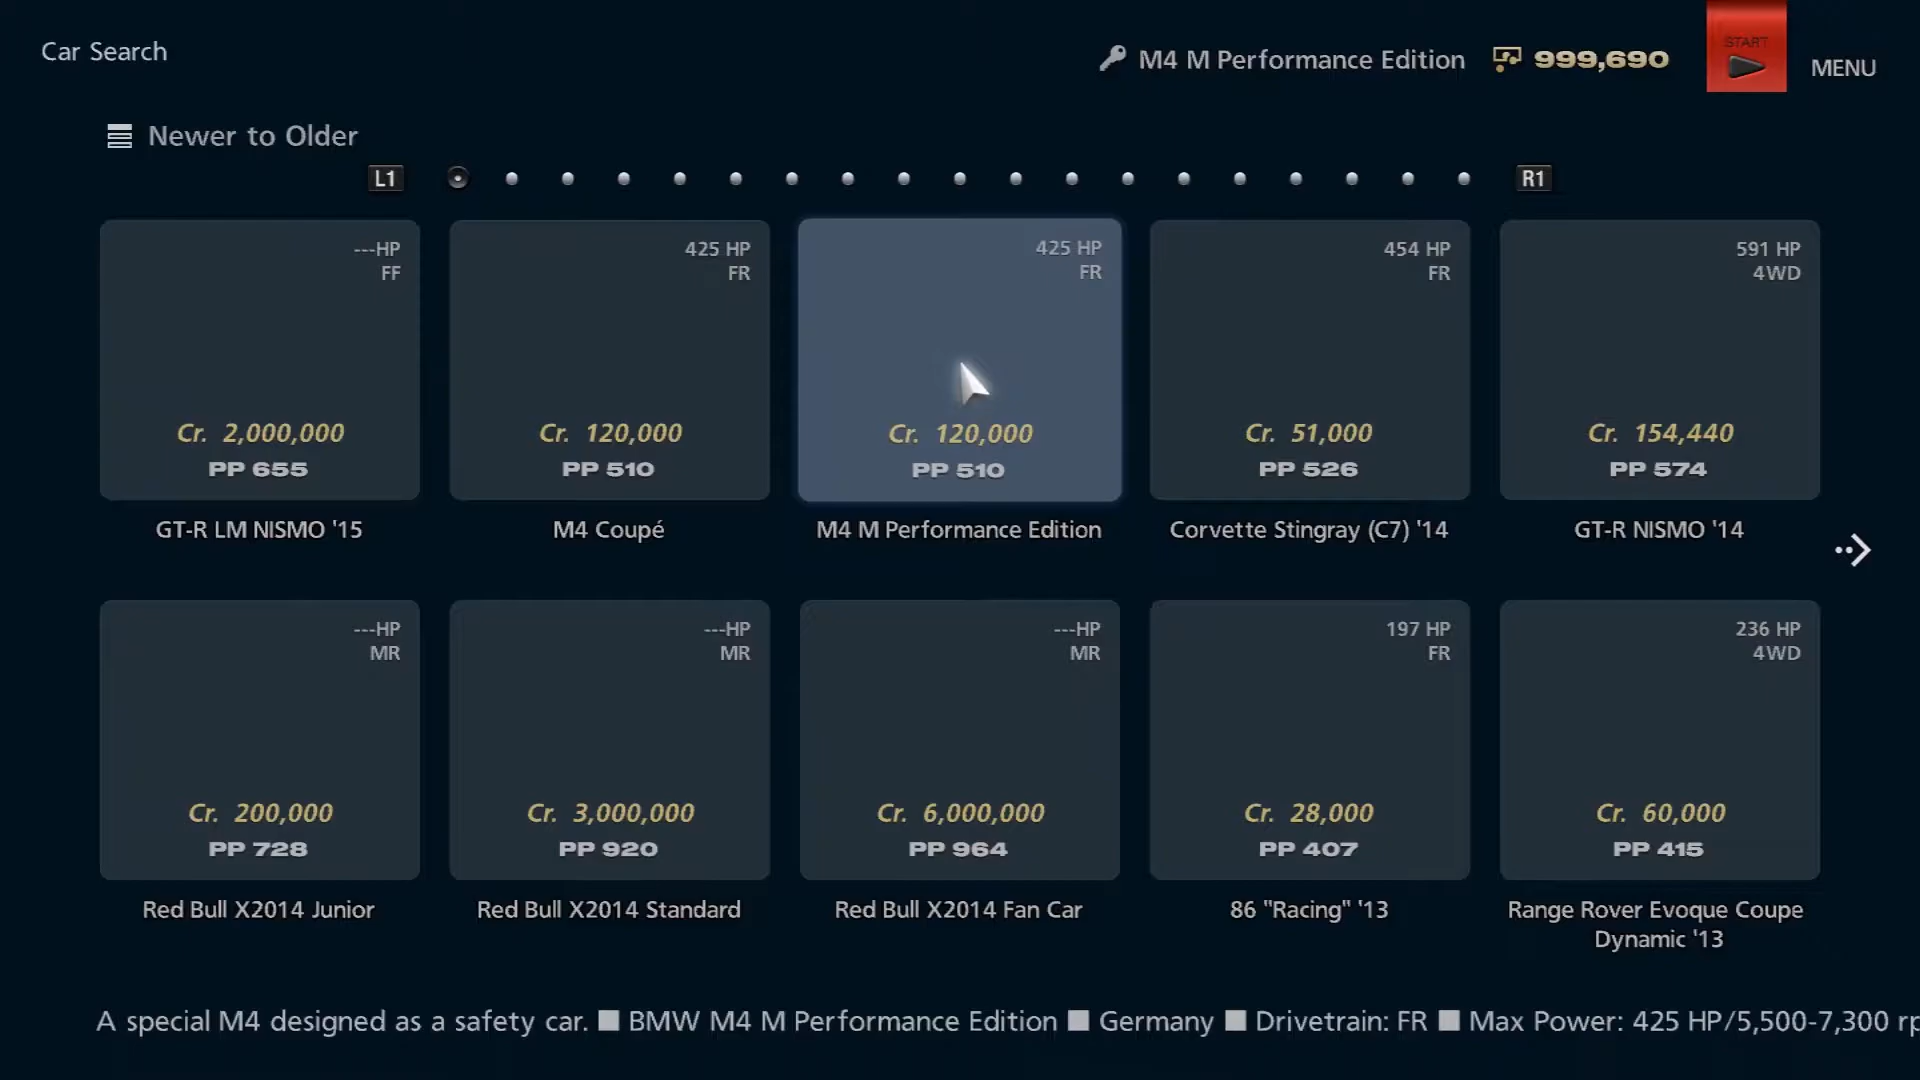 Car Search
M4 M Performance Edition
999,690
START
MENU
Newer to Older
L1
R1
---HP
FF
Cr. 2,000,000
PP 655
GT-R LM NISMO '15
425 HP
FR
Cr. 120,000
PP 510
M4 Coupé
425 HP
FR
Cr. 120,000
PP 510
M4 M Performance Edition
454 HP
FR
Cr. 51,000
PP 526
Corvette Stingray (C7) '14
591 HP
4WD
Cr. 154,440
PP 574
GT-R NISMO '14
---HP
MR
Cr. 200,000
PP 728
Red Bull X2014 Junior
---HP
MR
Cr. 3,000,000
PP 920
Red Bull X2014 Standard
---HP
MR
Cr. 6,000,000
PP 964
Red Bull X2014 Fan Car
197 HP
FR
Cr. 28,000
PP 407
86 "Racing" '13
236 HP
4WD
Cr. 60,000
PP 415
Range Rover Evoque Coupe
Dynamic '13
A special M4 designed as a safety car. ■ BMW M4 M Performance Edition ■ Germany ■ Drivetrain: FR ■ Max Power: 425 HP/5,500-7,300 rp